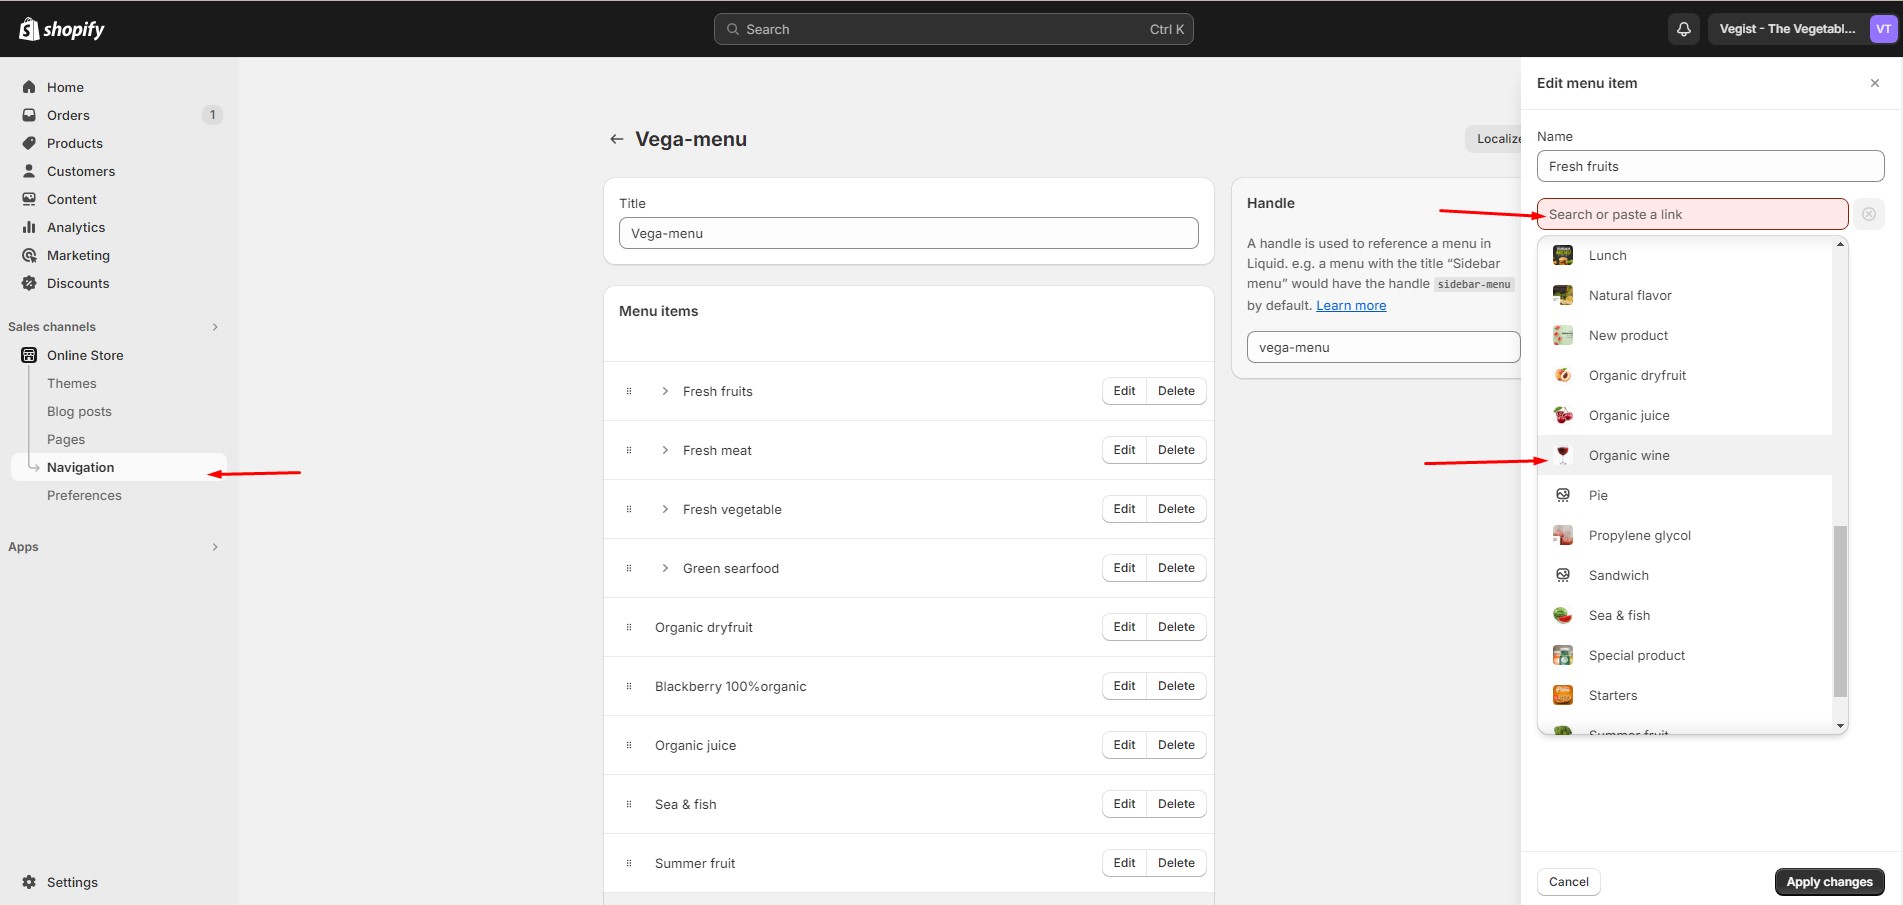 shopify
Search
Ctrl K
Vegist - The Vegetabl...
VT
Home
Orders
1
Products
Customers
Content
Analytics
Marketing
Discounts
Sales channels
Online Store
Themes
Blog posts
Pages
Navigation
Preferences
Apps
Settings
Vega-menu
Localize
Title
Vega-menu
Menu items
Fresh fruits
Edit
Delete
Fresh meat
Edit
Delete
Fresh vegetable
Edit
Delete
Green searfood
Edit
Delete
Organic dryfruit
Edit
Delete
Blackberry 100%organic
Edit
Delete
Organic juice
Edit
Delete
Sea & fish
Edit
Delete
Summer fruit
Edit
Delete
Handle
A handle is used to reference a menu in
Liquid. e.g. a menu with the title “Sidebar
menu” would have the handle sidebar-menu
by default. Learn more
vega-menu
Edit menu item
Name
Fresh fruits
Search or paste a link
Lunch
Natural flavor
New product
Organic dryfruit
Organic juice
Organic wine
Pie
Propylene glycol
Sandwich
Sea & fish
Special product
Starters
Summer fruit
Cancel
Apply changes